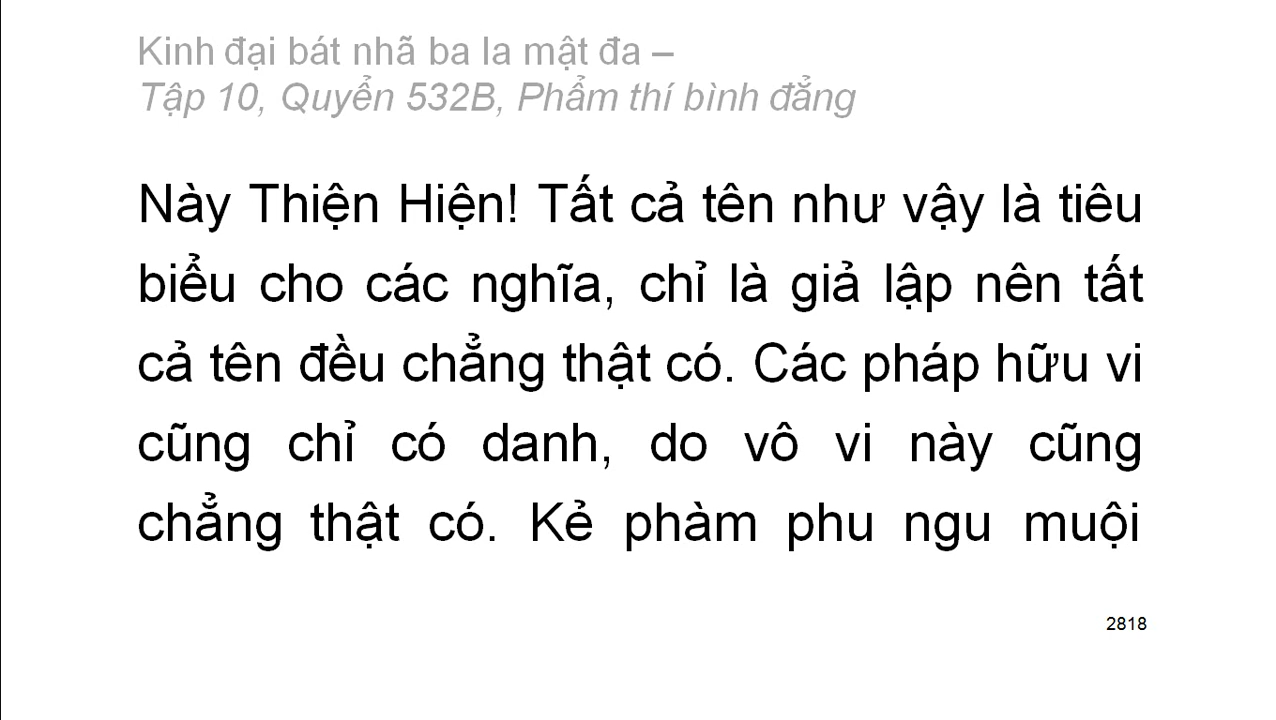 Kinh đại bát nhã ba la mật đa –
Tập 10, Quyển 532B, Phẩm thí bình đẳng
Này Thiện Hiện! Tất cả tên như vậy là tiêu
biểu cho các nghĩa, chỉ là giả lập nên tất
cả tên đều chẳng thật có. Các pháp hữu vi
cũng chỉ có danh, do vô vi này cũng
chẳng thật có. Kẻ phàm phu ngu muội
2818